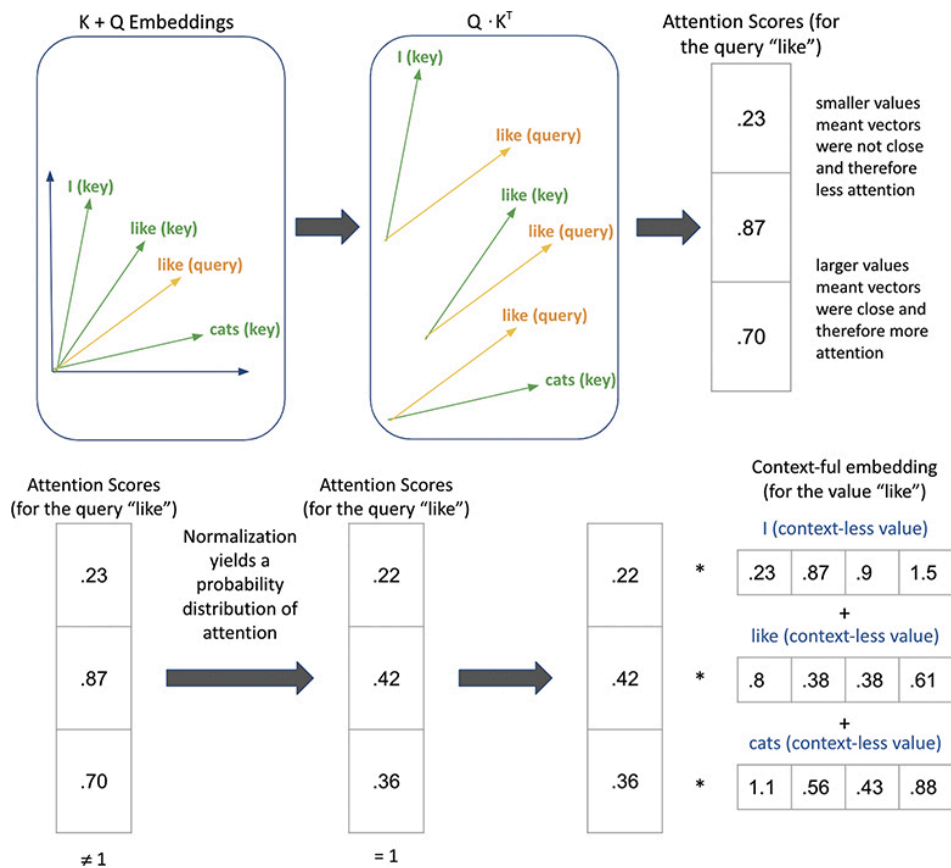 K + Q Embeddings
I (key)
like (key)
like (query)
cats (key)
Q · Kᵀ
I (key)
like (query)
like (key)
like (query)
like (query)
cats (key)
Attention Scores (for
the query “like”)
.23
.87
.70
smaller values
meant vectors
were not close
and therefore
less attention
larger values
meant vectors
were close and
therefore more
attention
Attention Scores
(for the query “like”)
.23
.87
.70
≠ 1
Normalization
yields a
probability
distribution of
attention
Attention Scores
(for the query “like”)
.22
.42
.36
= 1
Context-ful embedding
(for the value “like”)
I (context-less value)
.22 * .23 .87 .9 1.5
+
like (context-less value)
.42 * .8 .38 .38 .61
+
cats (context-less value)
.36 * 1.1 .56 .43 .88